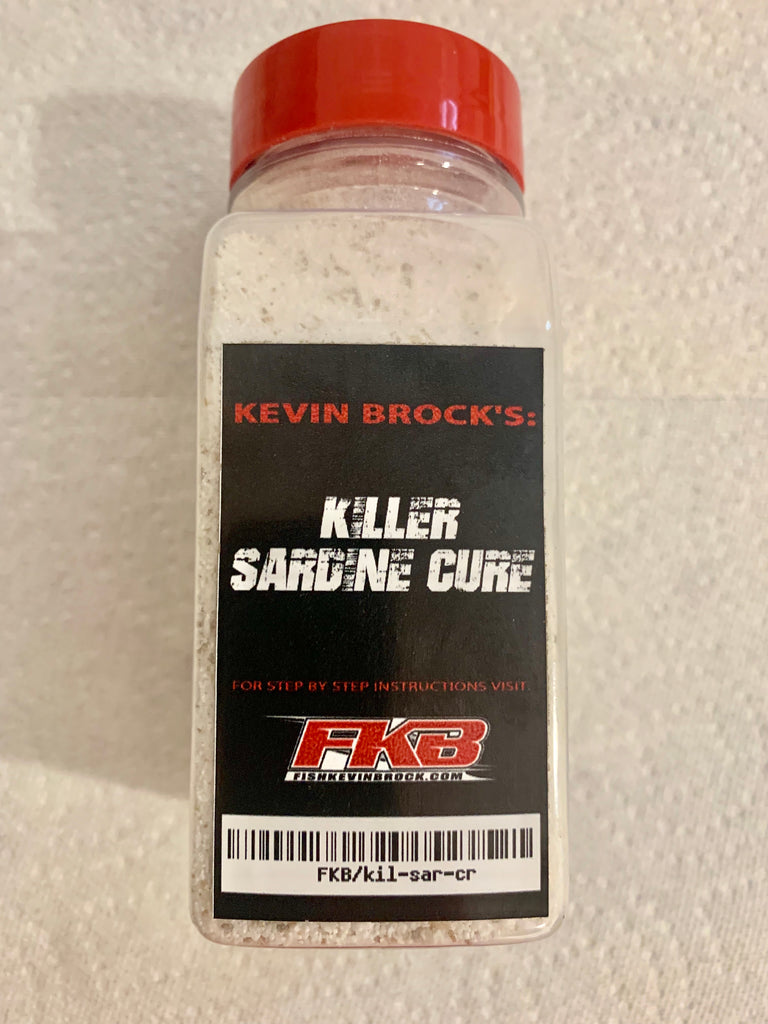 KEVIN BROCK'S:
KILLER
SARDINE CURE
FOR STEP BY STEP INSTRUCTIONS VISIT:
FKB
FISHKEVINBROCK.COM
FKB/kil-sar-cr